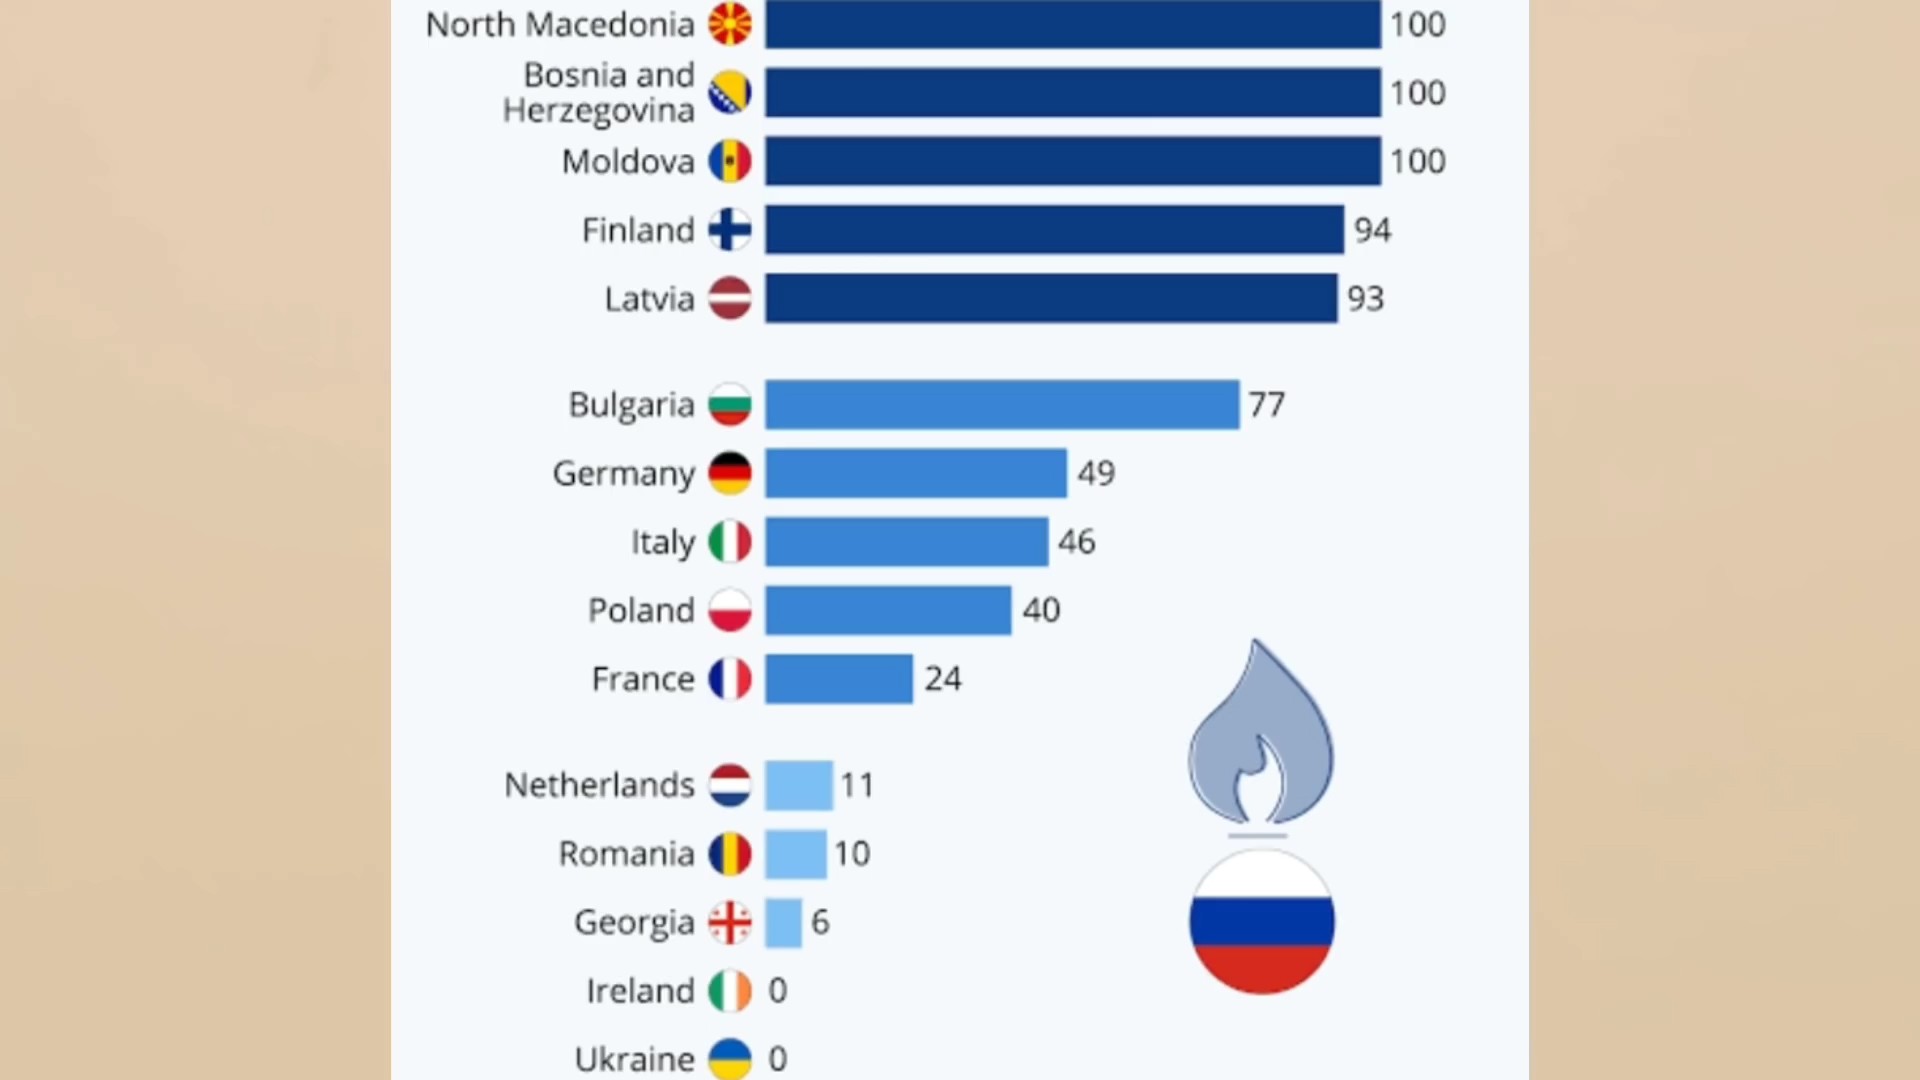 North Macedonia 100
Bosnia and
Herzegovina 100
Moldova 100
Finland 94
Latvia 93
Bulgaria 77
Germany 49
Italy 46
Poland 40
France 24
Netherlands 11
Romania 10
Georgia 6
Ireland 0
Ukraine 0